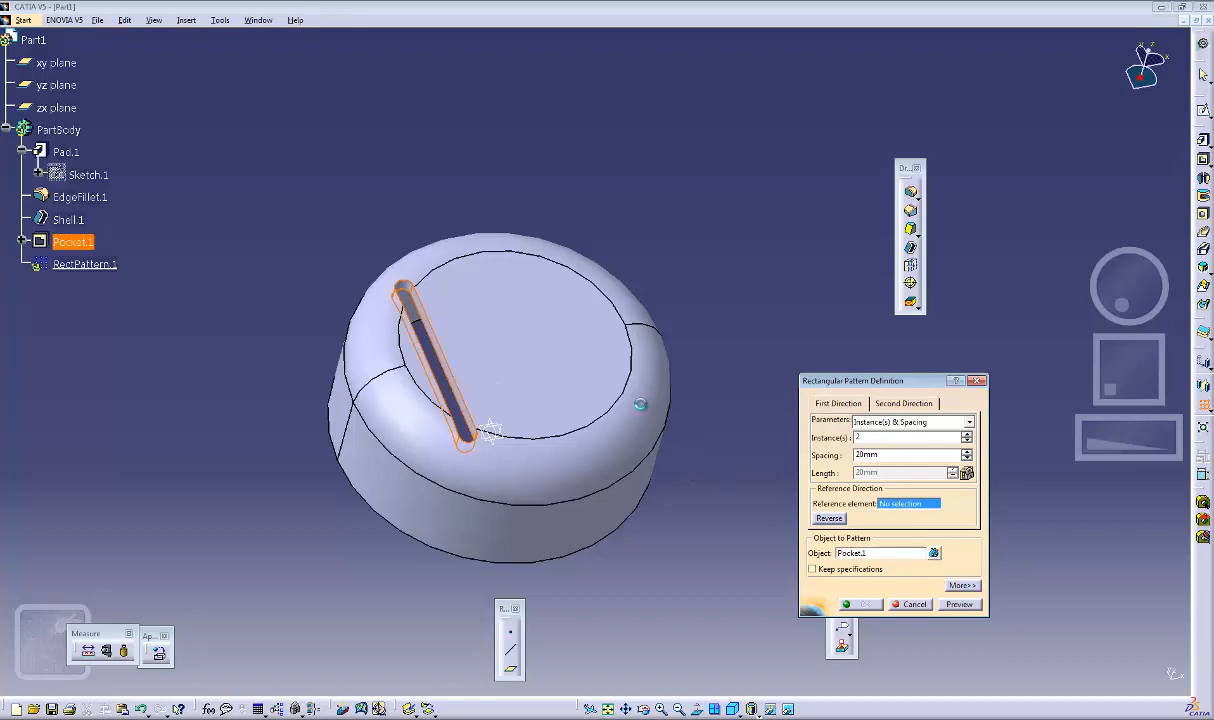 CATIA V5 - [Part1]
Start ENOVIA V5 File Edit View Insert Tools Window Help
Part1
xy plane
yz plane
zx plane
PartBody
Pad.1
Sketch.1
EdgeFillet.1
Shell.1
Pocket.1
RectPattern.1
Dr...
Rectangular Pattern Definition
First Direction Second Direction
Parameters: Instance(s) & Spacing
Instance(s) : 2
Spacing : 20mm
Length : 20mm
Reference Direction
Reference element: No selection
Reverse
Object to Pattern
Object: Pocket.1
Keep specifications
More>>
OK Cancel Preview
R...
Measure
Ap...
f(x)
CATIA